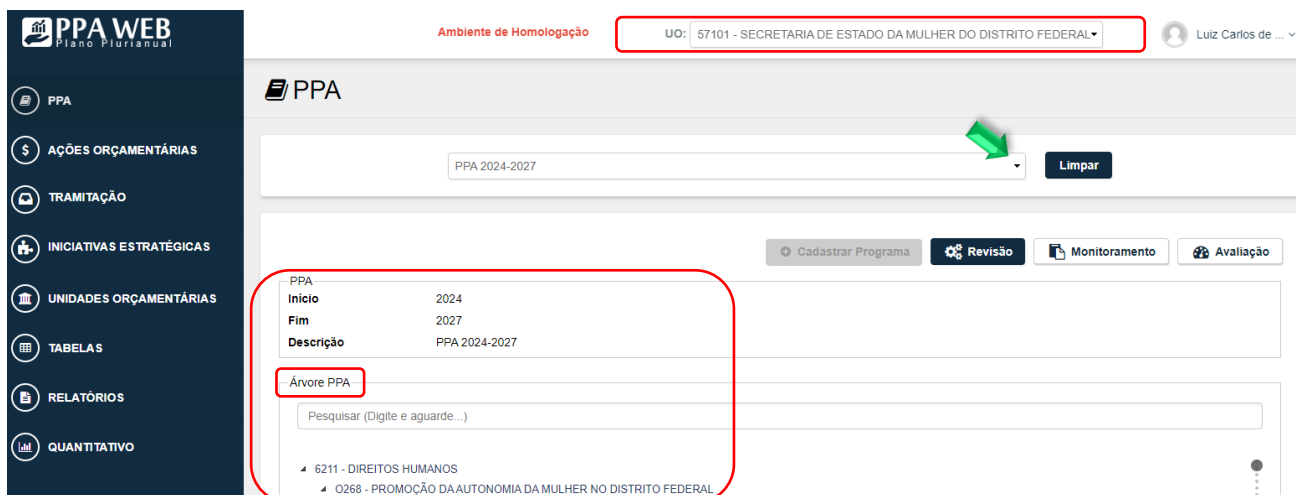 PPA WEB
Plano Plurianual
Ambiente de Homologação
UO: 57101 - SECRETARIA DE ESTADO DA MULHER DO DISTRITO FEDERAL
Luiz Carlos de ...
PPA
AÇÕES ORÇAMENTÁRIAS
TRAMITAÇÃO
INICIATIVAS ESTRATÉGICAS
UNIDADES ORÇAMENTÁRIAS
TABELAS
RELATÓRIOS
QUANTITATIVO
PPA
PPA 2024-2027
Limpar
Cadastrar Programa
Revisão
Monitoramento
Avaliação
PPA
Início 2024
Fim 2027
Descrição PPA 2024-2027
Árvore PPA
Pesquisar (Digite e aguarde...)
6211 - DIREITOS HUMANOS
O268 - PROMOÇÃO DA AUTONOMIA DA MULHER NO DISTRITO FEDERAL